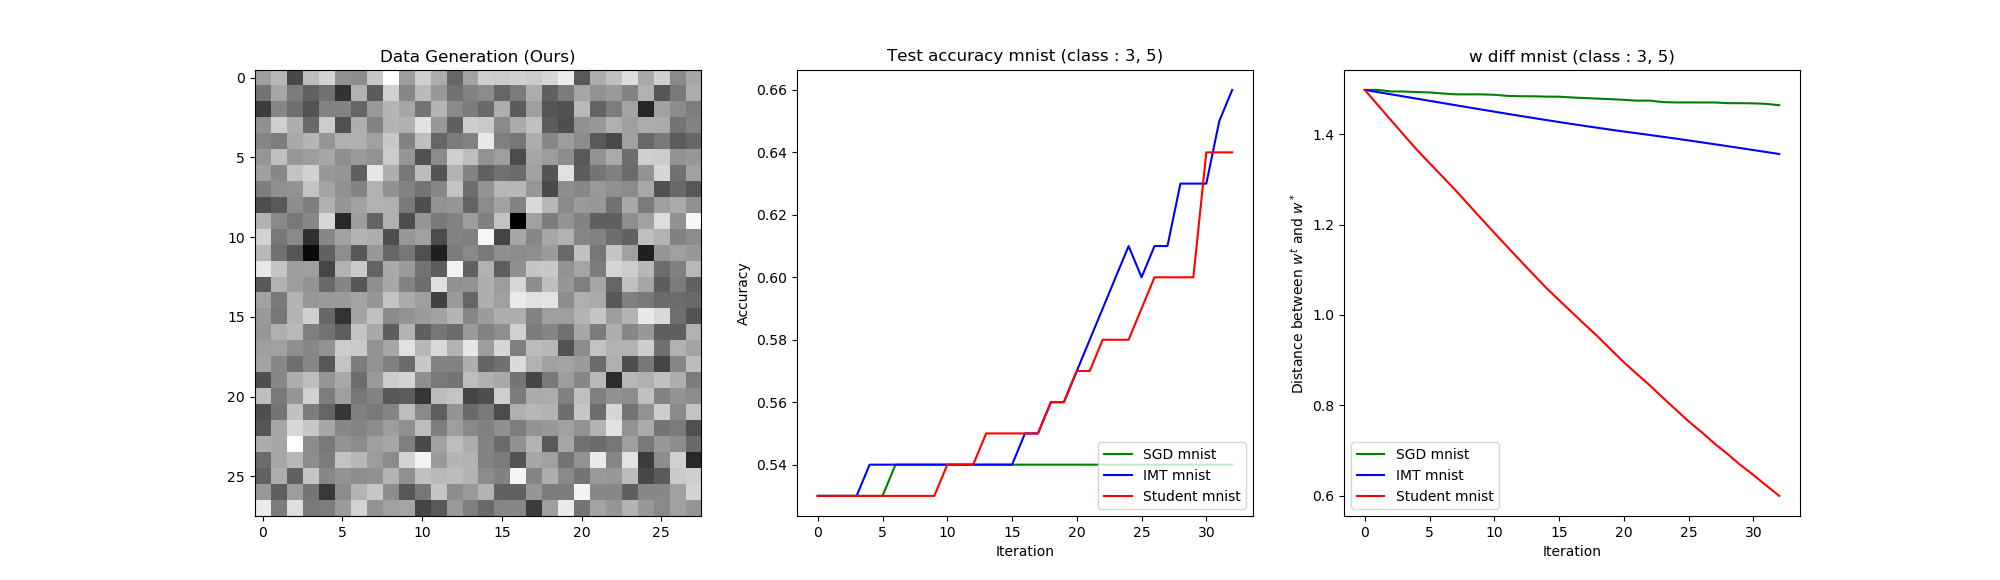 Data Generation (Ours)
0
5
10
15
20
25
0 5 10 15 20 25
Test accuracy mnist (class : 3, 5)
Accuracy
0.66
0.64
0.62
0.60
0.58
0.56
0.54
SGD mnist
IMT mnist
Student mnist
0 5 10 15 20 25 30
Iteration
w diff mnist (class : 3, 5)
Distance between w^t and w^*
1.4
1.2
1.0
0.8
0.6
SGD mnist
IMT mnist
Student mnist
0 5 10 15 20 25 30
Iteration